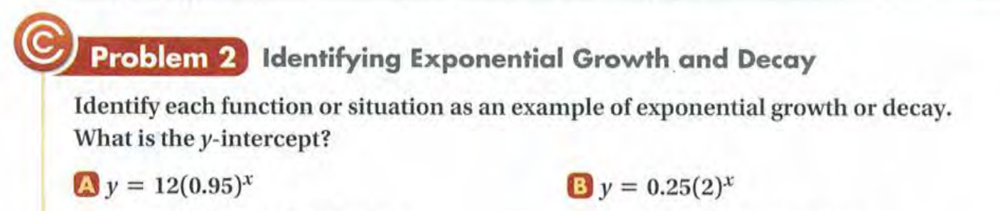 Problem 2 Identifying Exponential Growth and Decay
Identify each function or situation as an example of exponential growth or decay.
What is the y-intercept?
A y = 12(0.95)ˣ B y = 0.25(2)ˣ